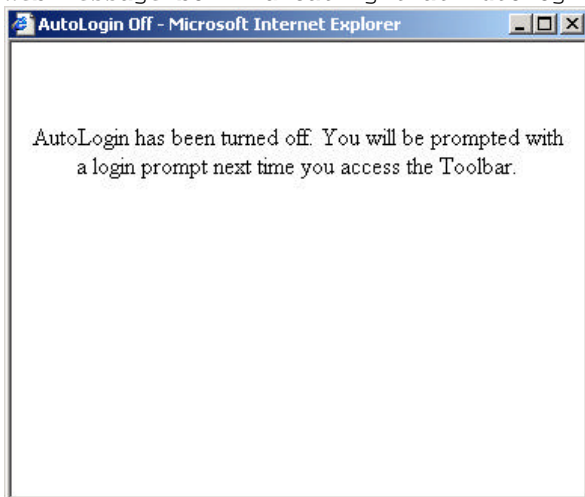 AutoLogin Off - Microsoft Internet Explorer
AutoLogin has been turned off. You will be prompted with
a login prompt next time you access the Toolbar.